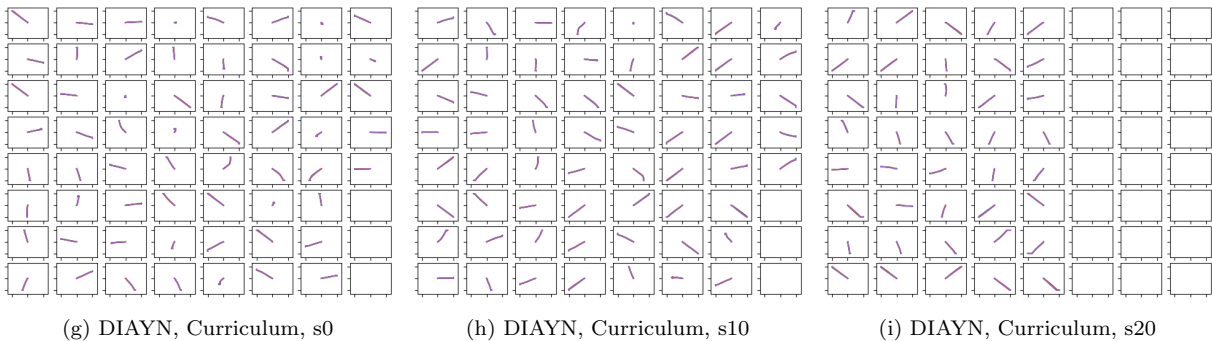 (g) DIAYN, Curriculum, s0
(h) DIAYN, Curriculum, s10
(i) DIAYN, Curriculum, s20